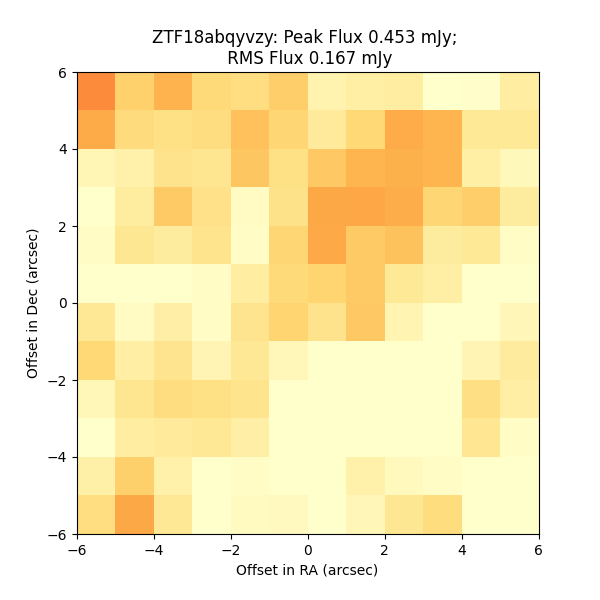 ZTF18abqyvzy: Peak Flux 0.453 mJy;
RMS Flux 0.167 mJy
6
4
2
0
−2
−4
−6
Offset in Dec (arcsec)
−6 −4 −2 0 2 4 6
Offset in RA (arcsec)